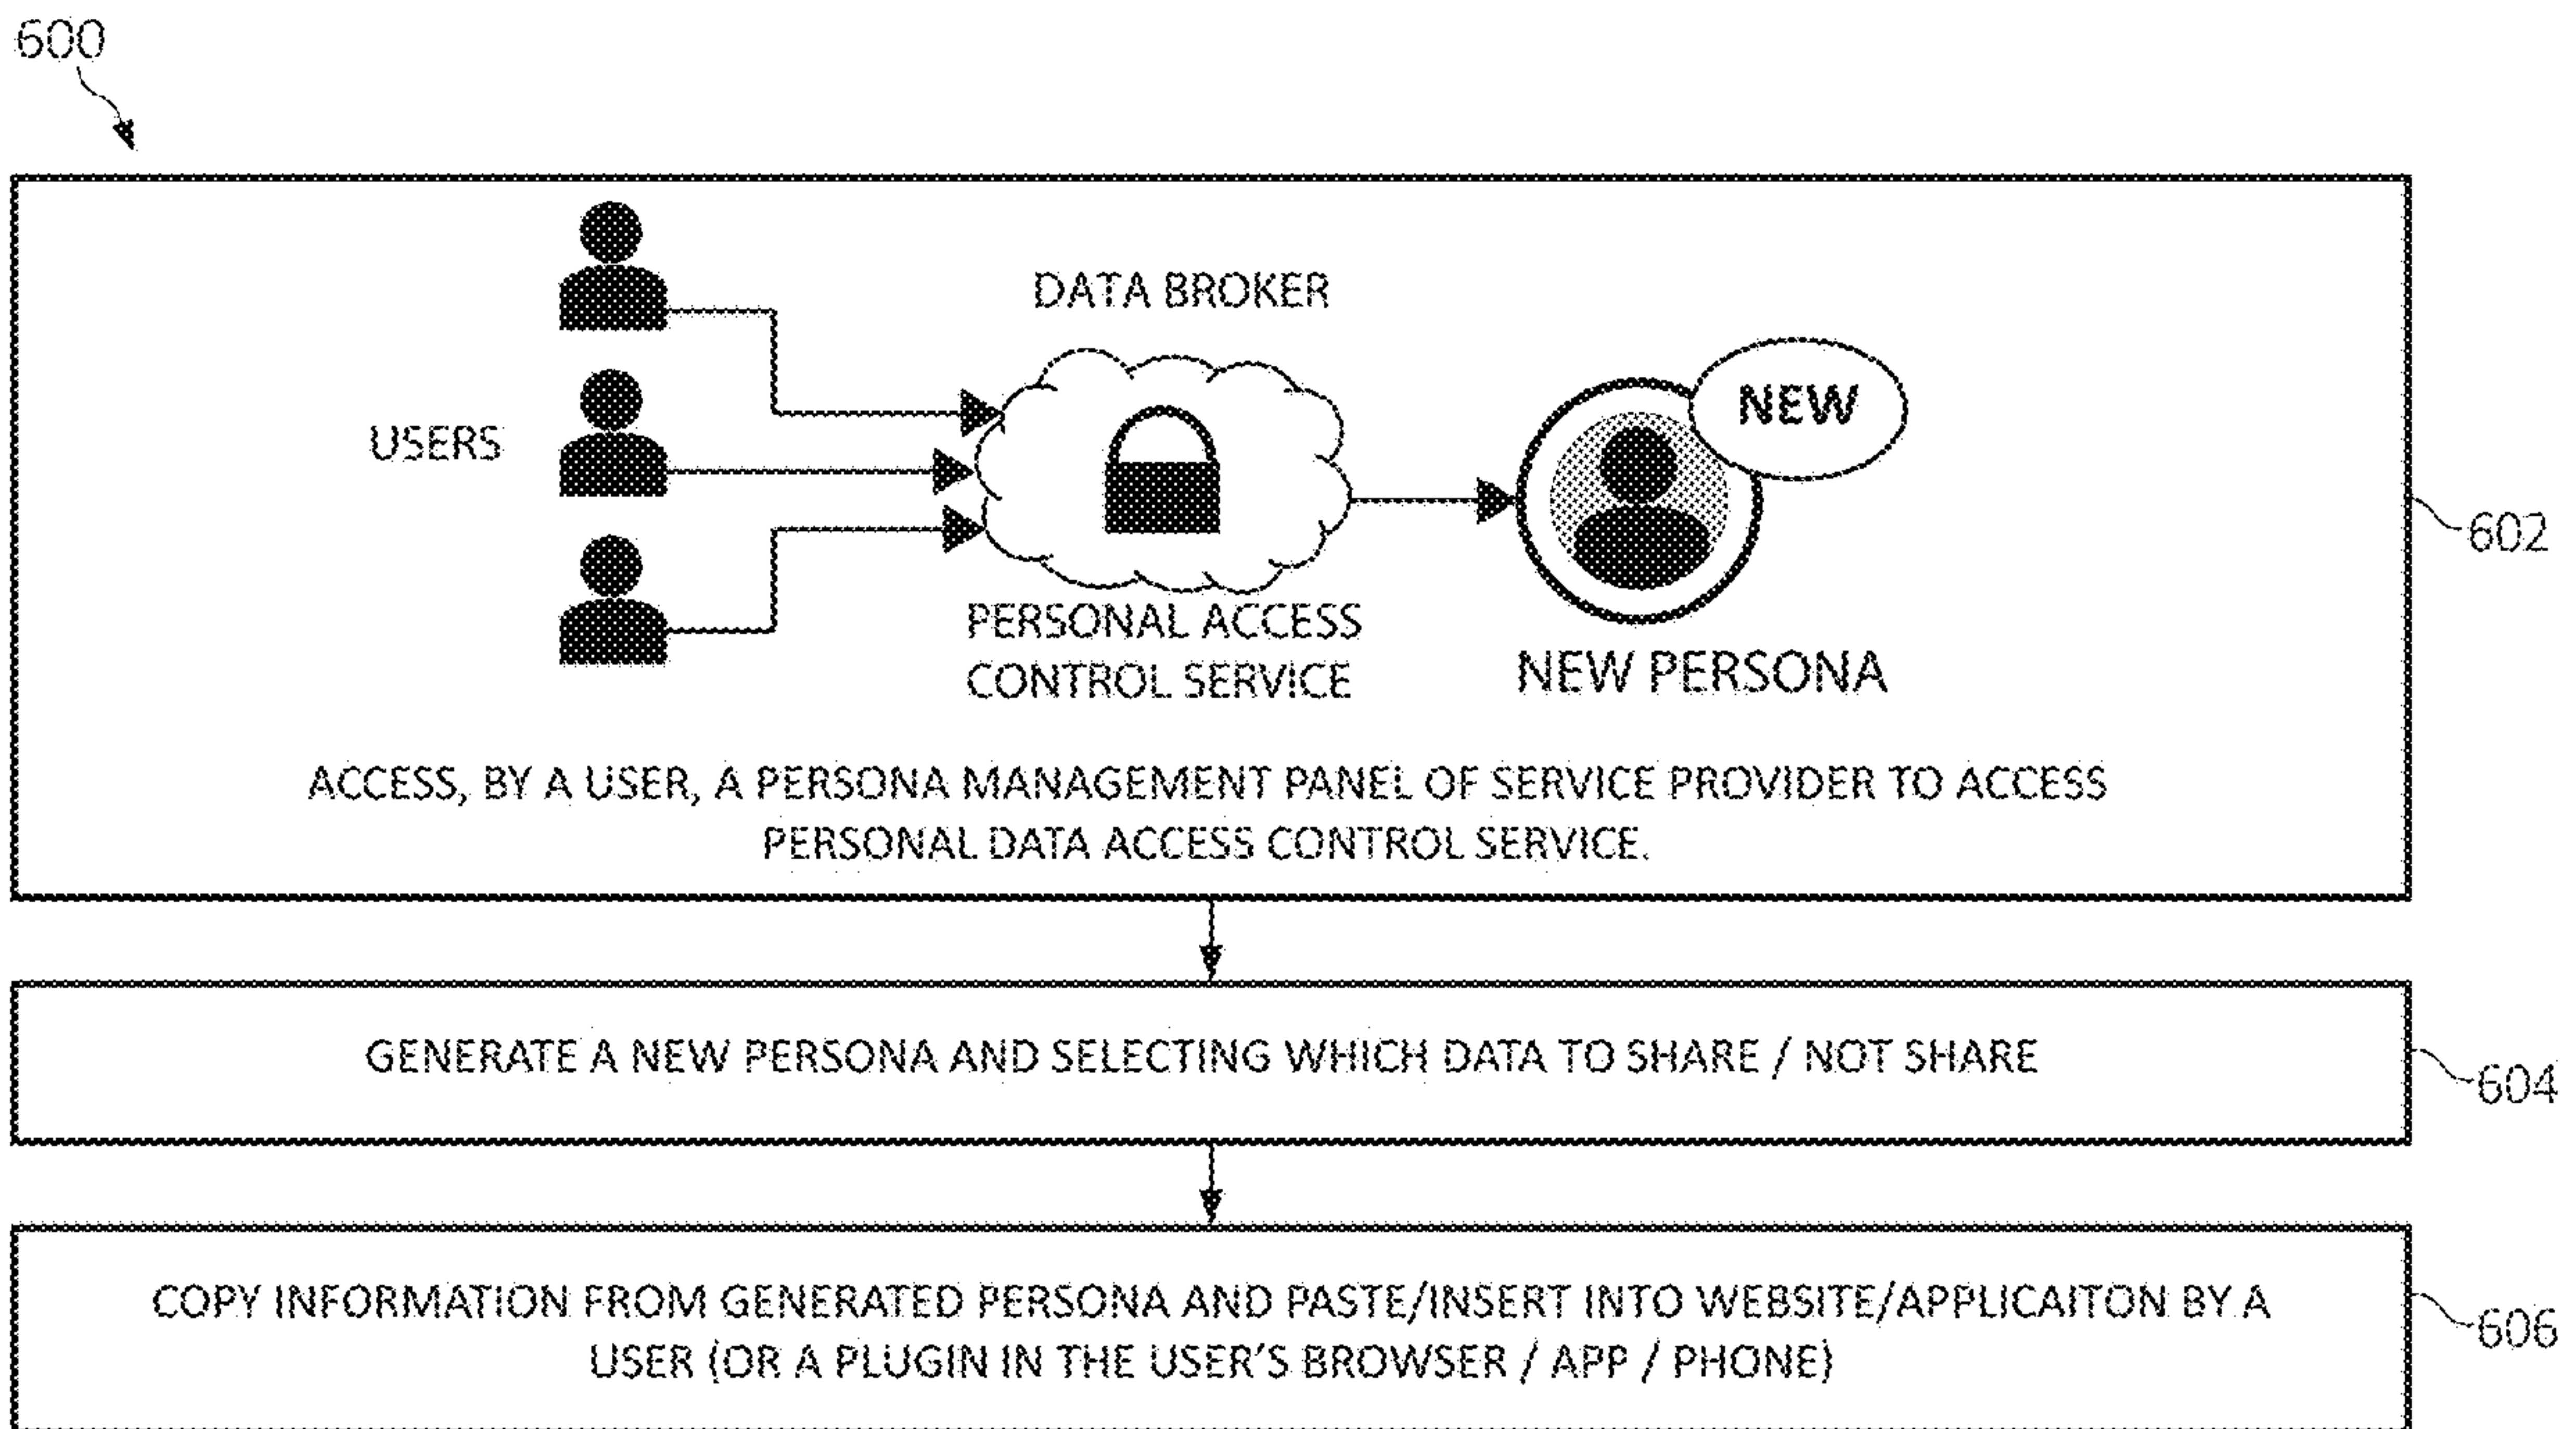 600
DATA BROKER
NEW
USERS
602
PERSONAL ACCESS
CONTROL SERVICE
NEW PERSONA
ACCESS, BY A USER, A PERSONA MANAGEMENT PANEL OF SERVICE PROVIDER TO ACCESS
PERSONAL DATA ACCESS CONTROL SERVICE.
GENERATE A NEW PERSONA AND SELECTING WHICH DATA TO SHARE / NOT SHARE
604
COPY INFORMATION FROM GENERATED PERSONA AND PASTE/INSERT INTO WEBSITE/APPLICAITON BY A
USER (OR A PLUGIN IN THE USER'S BROWSER / APP / PHONE)
606